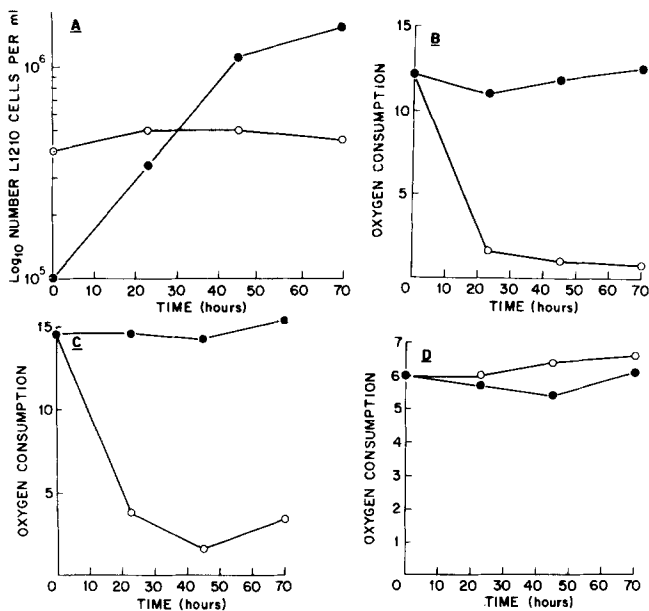 A
Log10 NUMBER L1210 CELLS PER ml
10^6
10^5
0 10 20 30 40 50 60 70
TIME (hours)
B
OXYGEN CONSUMPTION
15
10
5
0 10 20 30 40 50 60 70
TIME (hours)
C
OXYGEN CONSUMPTION
15
10
5
0 10 20 30 40 50 60 70
TIME (hours)
D
OXYGEN CONSUMPTION
7
6
5
4
3
2
1
0 10 20 30 40 50 60 70
TIME (hours)